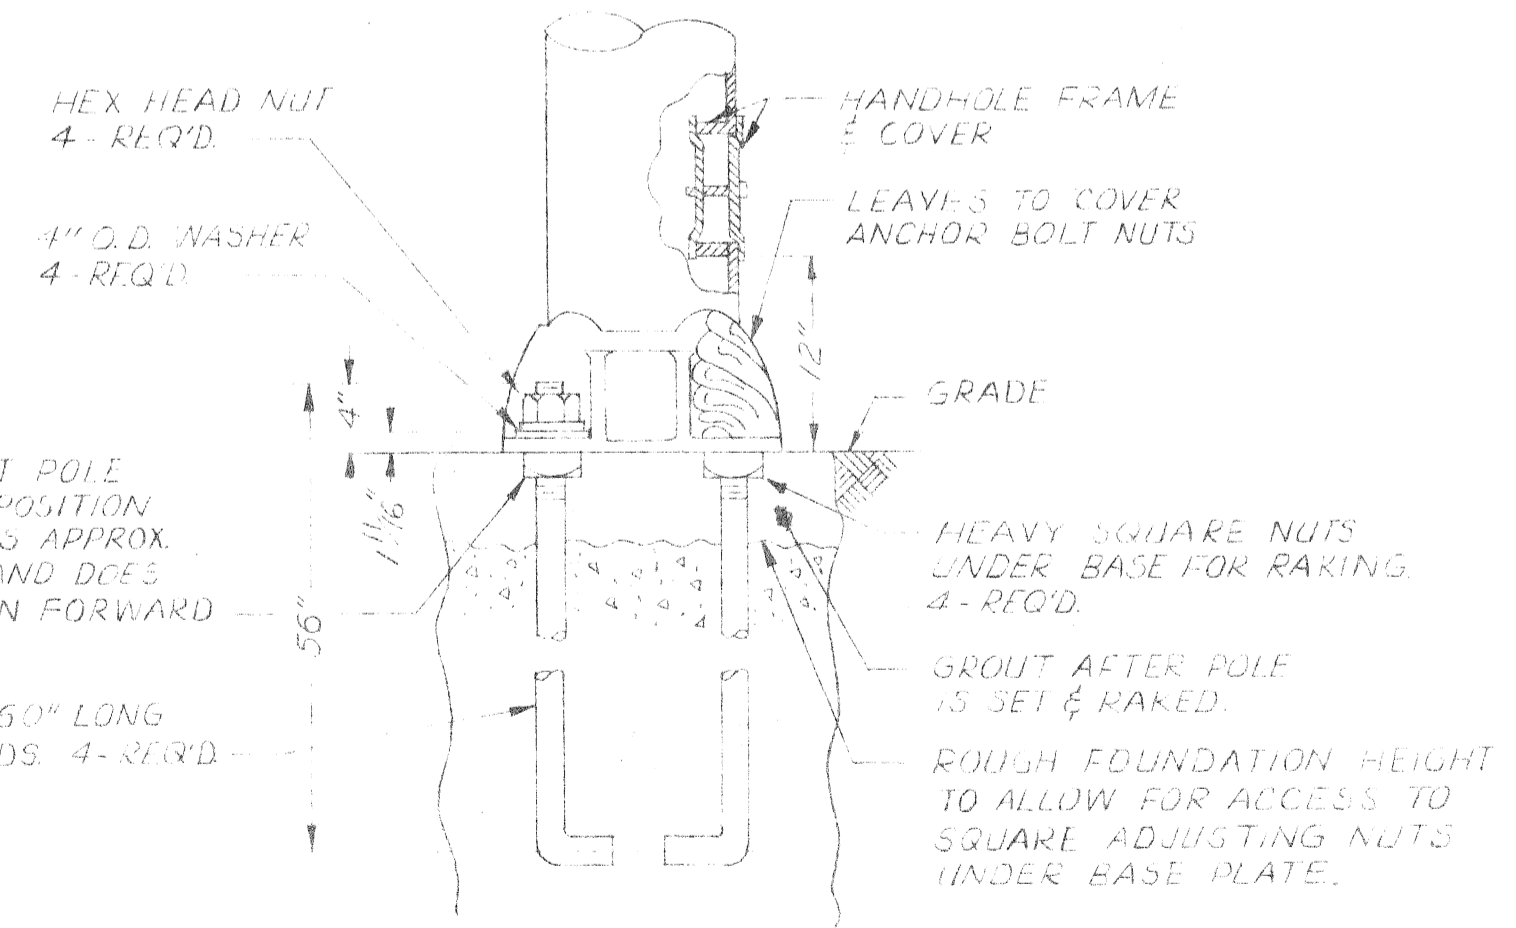 HEX HEAD NUT
4 - REQ'D.
4" O.D. WASHER
4 - REQ'D.
T POLE
POSITION
S APPROX.
AND DOES
N FORWARD
60" LONG
DS. 4 - REQ'D.
4"
1 11/16"
56"
12"
HANDHOLE FRAME
& COVER
LEAVES TO COVER
ANCHOR BOLT NUTS
GRADE
HEAVY SQUARE NUTS
UNDER BASE FOR RAKING.
4 - REQ'D.
GROUT AFTER POLE
IS SET & RAKED.
ROUGH FOUNDATION HEIGHT
TO ALLOW FOR ACCESS TO
SQUARE ADJUSTING NUTS
UNDER BASE PLATE.